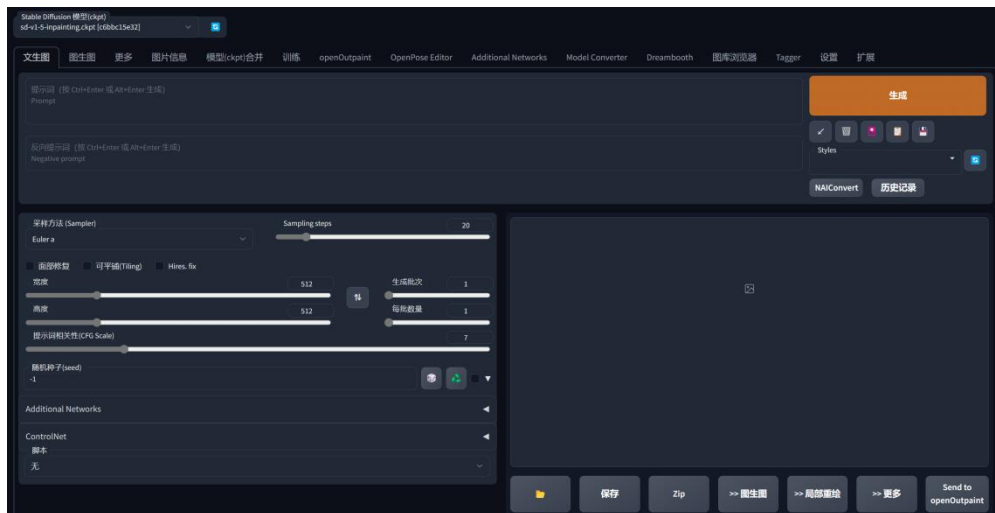 Stable Diffusion 模型(ckpt)
sd-v1-5-inpainting.ckpt [c6bbc15e32]
文生图 图生图 更多 图片信息 模型(ckpt)合并 训练 openOutpaint OpenPose Editor Additional Networks Model Converter Dreambooth 图库浏览器 Tagger 设置 扩展
提示词 (按 Ctrl+Enter 或 Alt+Enter 生成)
Prompt
生成
反向提示词 (按 Ctrl+Enter 或 Alt+Enter 生成)
Negative prompt
Styles
NAIConvert 历史记录
采样方法 (Sampler)
Euler a
Sampling steps 20
面部修复 可平铺(Tiling) Hires. fix
宽度 512
生成批次 1
高度 512
每批数量 1
提示词相关性(CFG Scale) 7
随机种子(seed)
-1
Additional Networks
ControlNet
脚本
无
保存 Zip >> 图生图 >> 局部重绘 >> 更多 Send to
openOutpaint